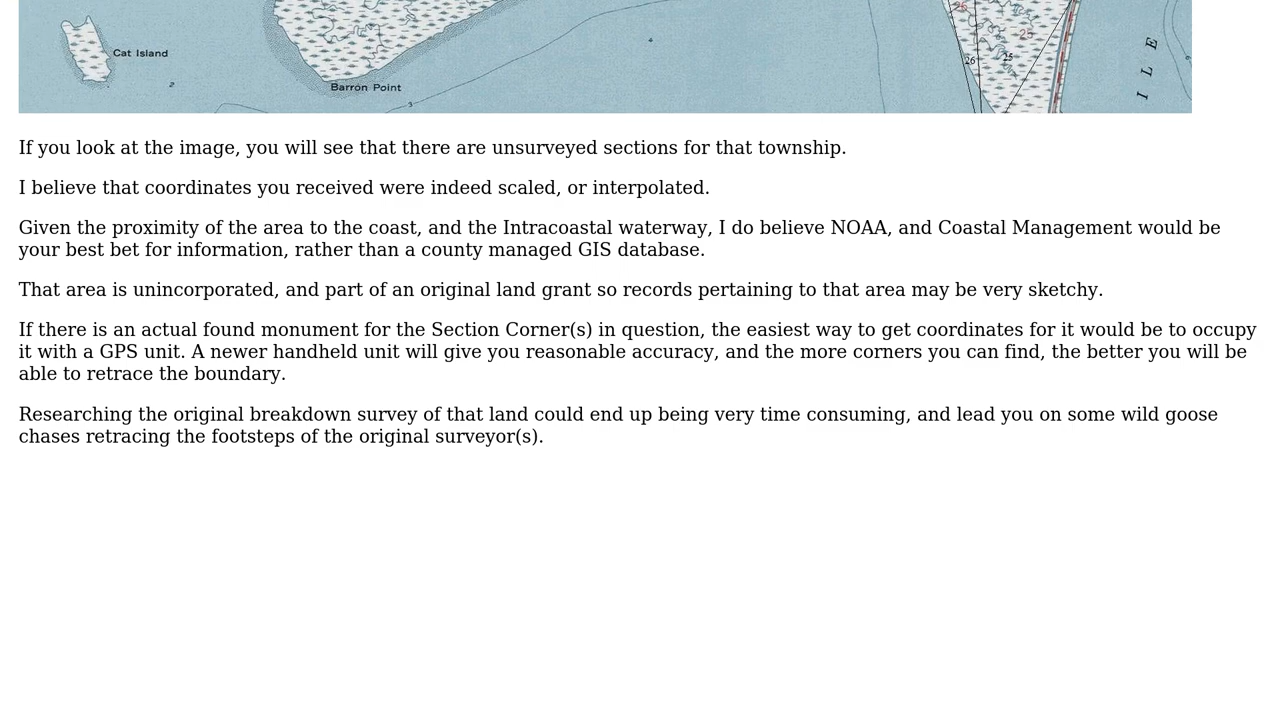 26
25
26
25
I L E
6
Cat Island
2
Barron Point
3
4
If you look at the image, you will see that there are unsurveyed sections for that township.
I believe that coordinates you received were indeed scaled, or interpolated.
Given the proximity of the area to the coast, and the Intracoastal waterway, I do believe NOAA, and Coastal Management would be
your best bet for information, rather than a county managed GIS database.
That area is unincorporated, and part of an original land grant so records pertaining to that area may be very sketchy.
If there is an actual found monument for the Section Corner(s) in question, the easiest way to get coordinates for it would be to occupy
it with a GPS unit. A newer handheld unit will give you reasonable accuracy, and the more corners you can find, the better you will be
able to retrace the boundary.
Researching the original breakdown survey of that land could end up being very time consuming, and lead you on some wild goose
chases retracing the footsteps of the original surveyor(s).